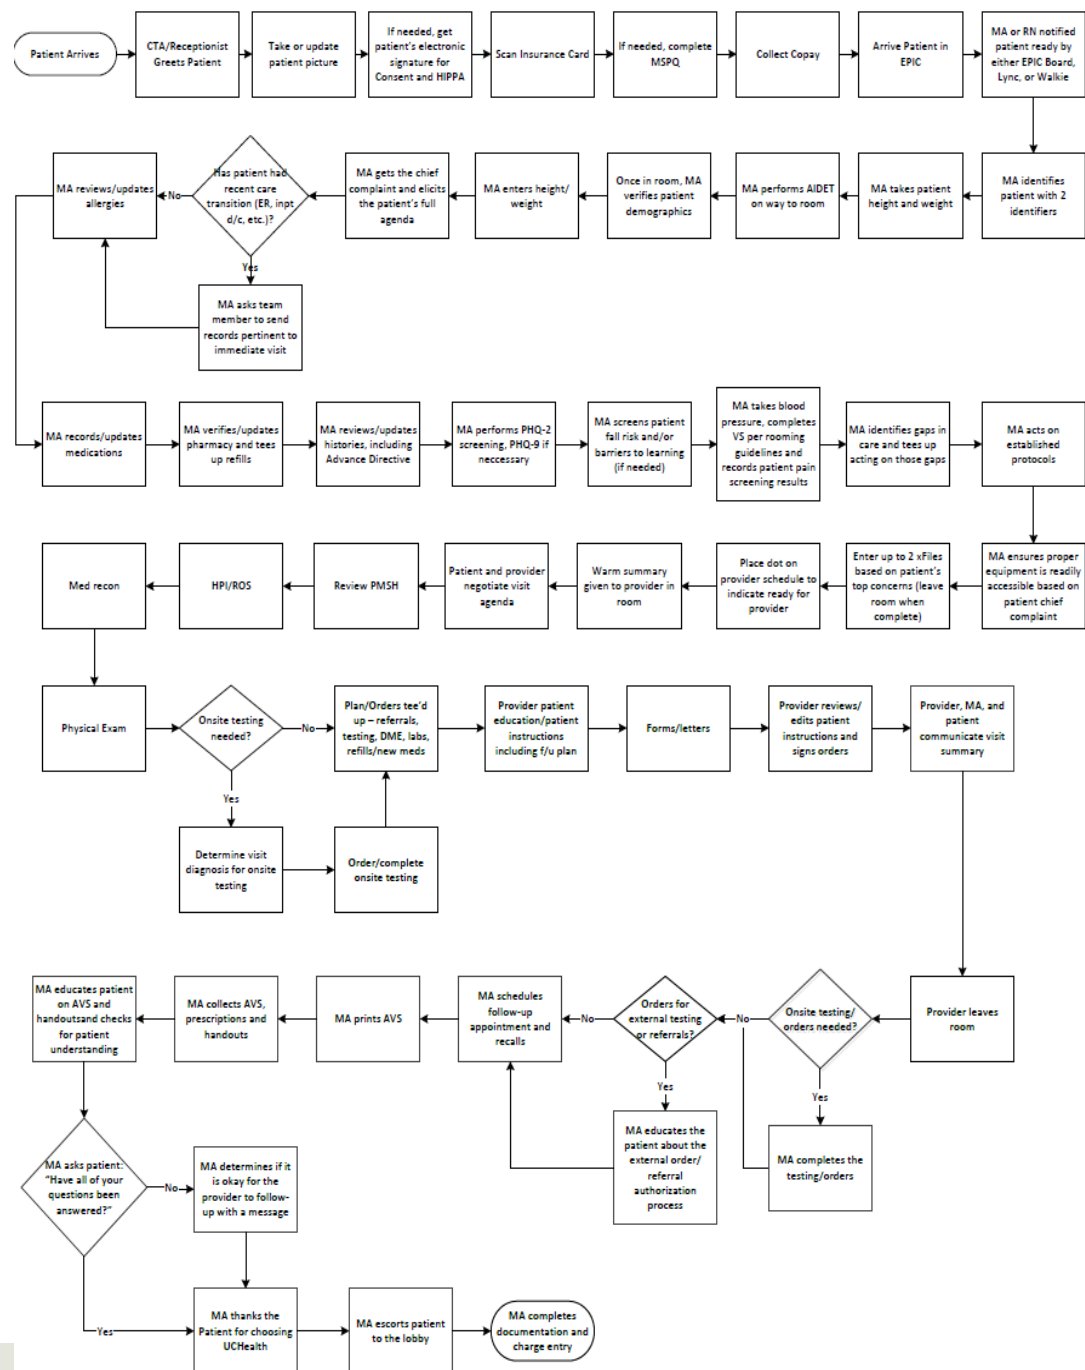 Patient Arrives
CTA/Receptionist
Greets Patient
Take or update
patient picture
If needed, get
patient's electronic
signature for
Consent and HIPPA
Scan Insurance Card
If needed, complete
MSPQ
Collect Copay
Arrive Patient in
EPIC
MA or RN notified
patient ready by
either EPIC Board,
Lync, or Walkie
MA identifies
patient with 2
identifiers
MA takes patient
height and weight
MA performs AIDET
on way to room
Once in room, MA
verifies patient
demographics
MA enters height/
weight
MA gets the chief
complaint and elicits
the patient's full
agenda
Has patient had
recent care
transition (ER, inpt
d/c, etc.)?
No
Yes
MA asks team
member to send
records pertinent to
immediate visit
MA reviews/updates
allergies
MA records/updates
medications
MA verifies/updates
pharmacy and tees
up refills
MA reviews/updates
histories, including
Advance Directive
MA performs PHQ-2
screening, PHQ-9 if
neccessary
MA screens patient
fall risk and/or
barriers to learning
(if needed)
MA takes blood
pressure, completes
VS per rooming
guidelines and
records patient pain
screening results
MA identifies gaps in
care and tees up
acting on those gaps
MA acts on
established
protocols
MA ensures proper
equipment is readily
accessible based on
patient chief
complaint
Enter up to 2 xFiles
based on patient's
top concerns (leave
room when
complete)
Place dot on
provider schedule to
indicate ready for
provider
Warm summary
given to provider in
room
Patient and provider
negotiate visit
agenda
Review PMSH
HPI/ROS
Med recon
Physical Exam
Onsite testing
needed?
No
Yes
Determine visit
diagnosis for onsite
testing
Order/complete
onsite testing
Plan/Orders tee'd
up – referrals,
testing, DME, labs,
refills/new meds
Provider patient
education/patient
instructions
including f/u plan
Forms/letters
Provider reviews/
edits patient
instructions and
signs orders
Provider, MA, and
patient
communicate visit
summary
Provider leaves
room
Onsite testing/
orders needed?
No
Yes
MA completes the
testing/orders
Orders for
external testing
or referrals?
No
Yes
MA educates the
patient about the
external order/
referral
authorization
process
MA schedules
follow-up
appointment and
recalls
MA prints AVS
MA collects AVS,
prescriptions and
handouts
MA educates patient
on AVS and
handoutsand checks
for patient
understanding
MA asks patient:
"Have all of your
questions been
answered?"
No
Yes
MA determines if it
is okay for the
provider to follow-
up with a message
MA thanks the
Patient for choosing
UCHealth
MA escorts patient
to the lobby
MA completes
documentation and
charge entry